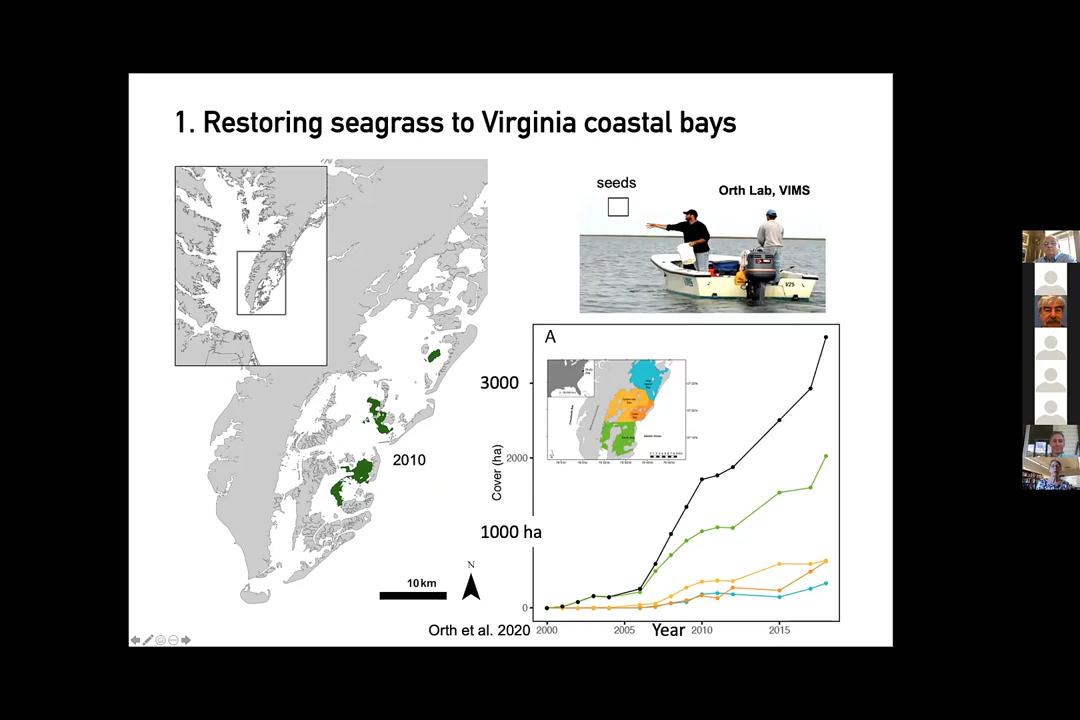 1. Restoring seagrass to Virginia coastal bays
seeds
Orth Lab, VIMS
A
3000
2010
2000
Cover (ha)
1000 ha
10 km
N
0
Orth et al. 2020
2000
2005
Year
2010
2015